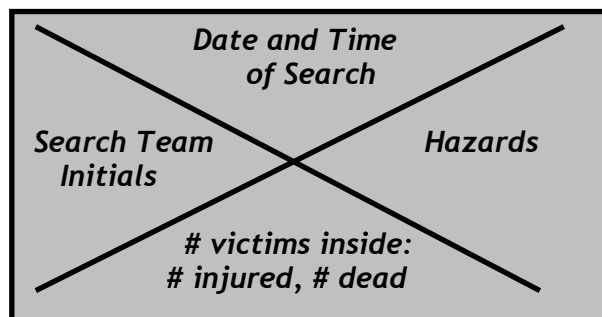 Date and Time
of Search
Search Team
Initials
Hazards
# victims inside:
# injured, # dead